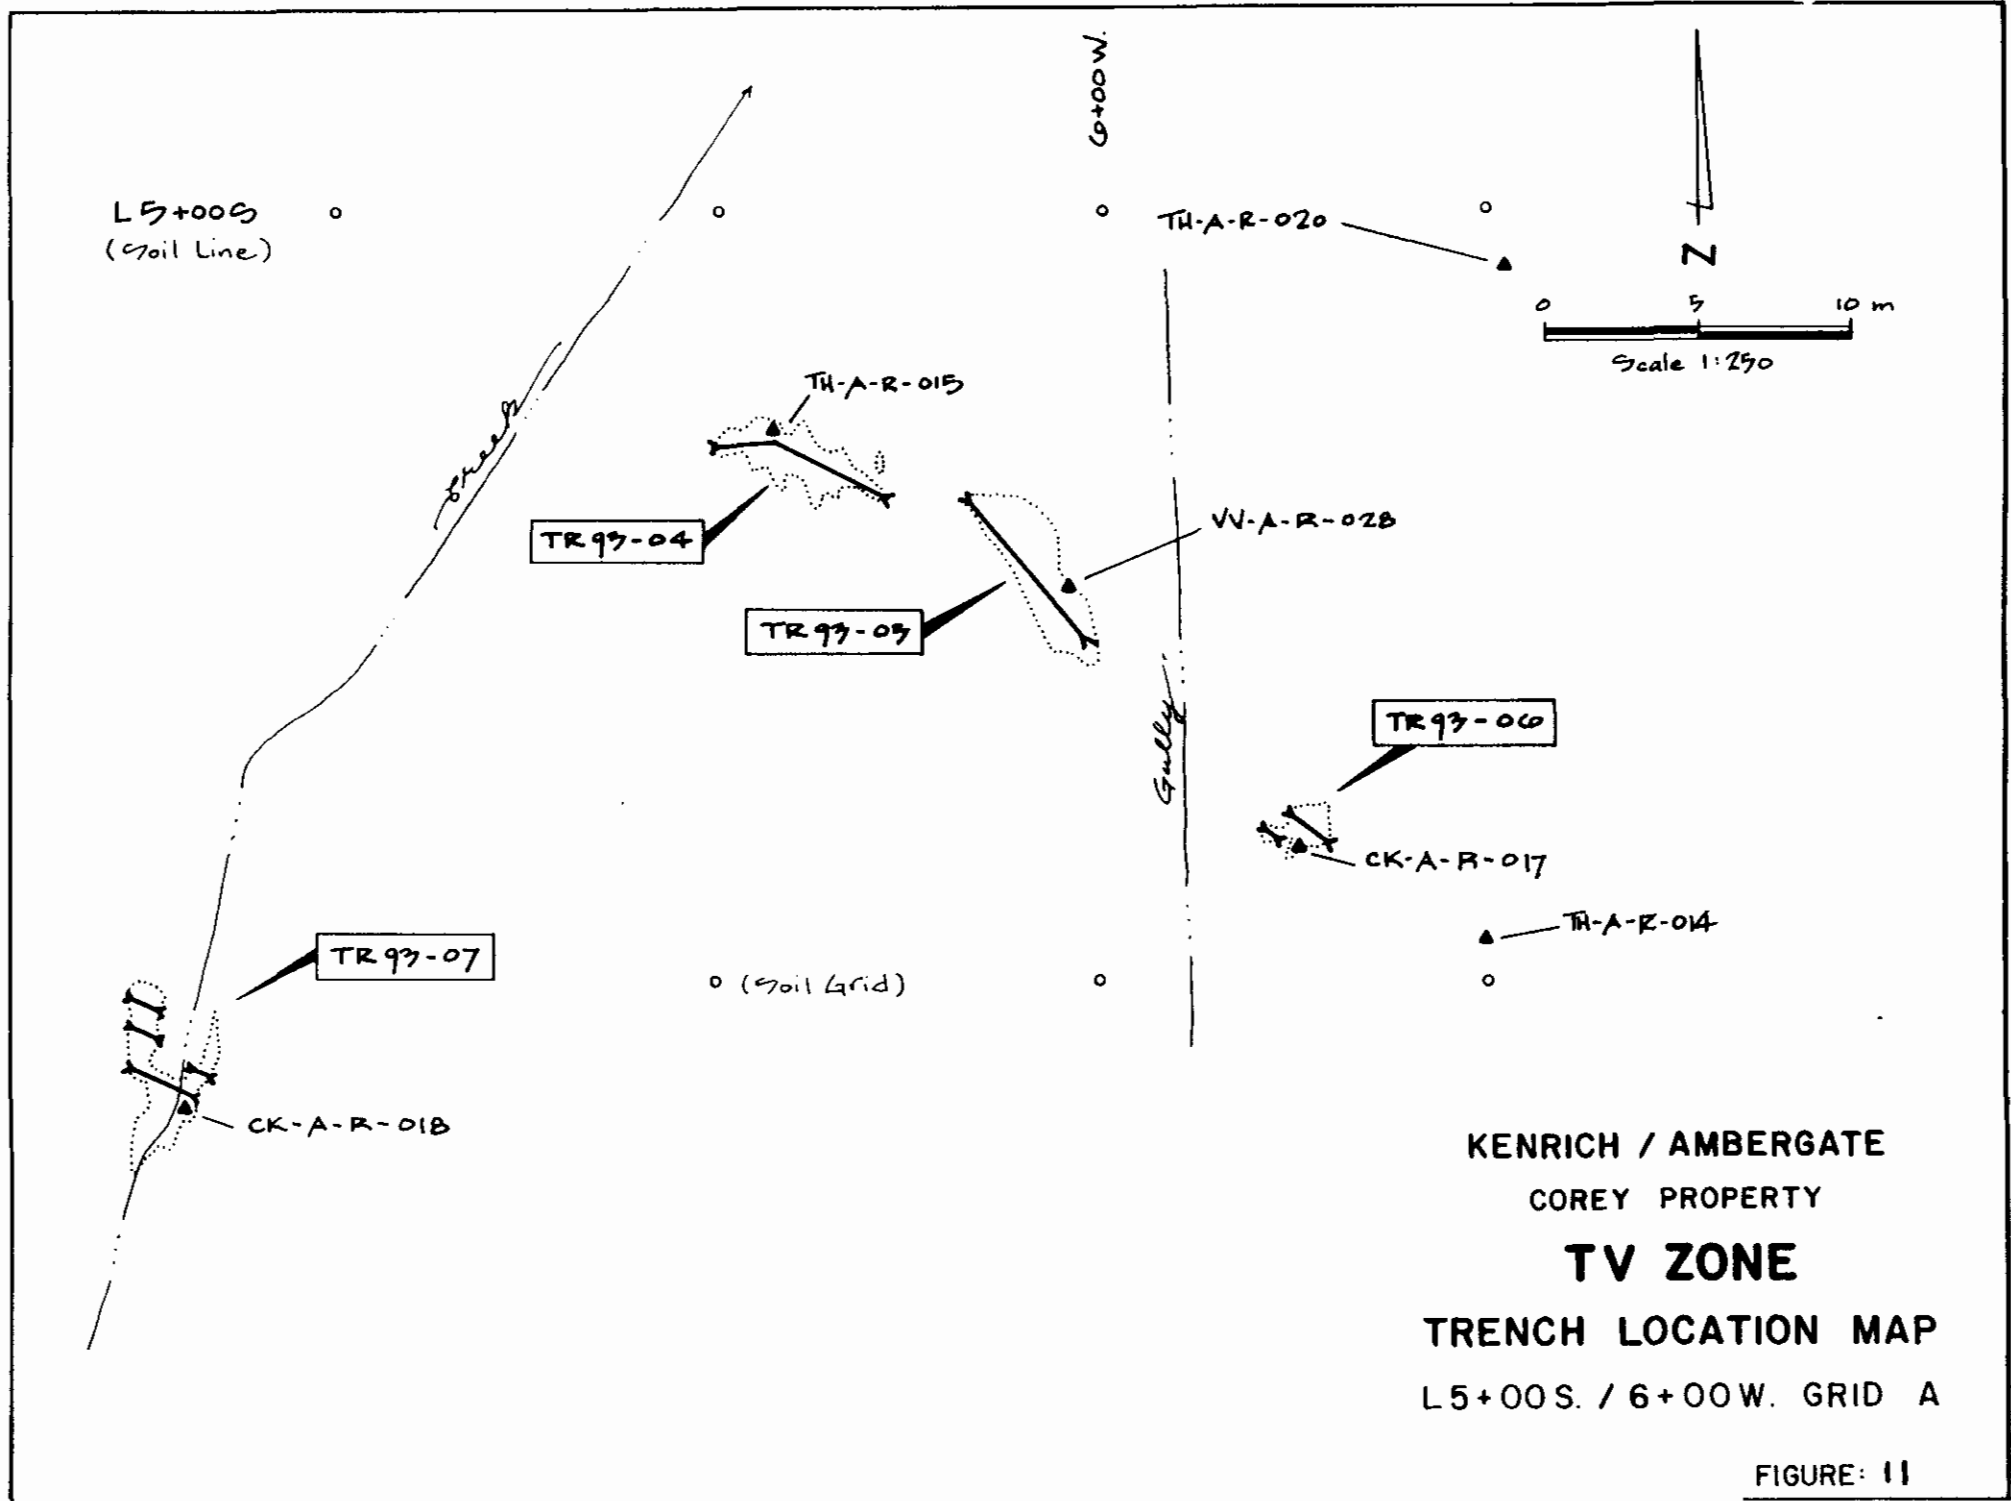 6+00W.
L5+00S
(Soil Line)
TH-A-R-020
N
0 5 10 m
Scale 1:250
Creek
TH-A-R-015
TR93-04
VV-A-R-028
TR93-03
Gully
TR93-06
CK-A-R-017
TH-A-R-014
TR93-07
(Soil Grid)
CK-A-R-018
KENRICH / AMBERGATE
COREY PROPERTY
TV ZONE
TRENCH LOCATION MAP
L5+00S. / 6+00W. GRID A
FIGURE: 11